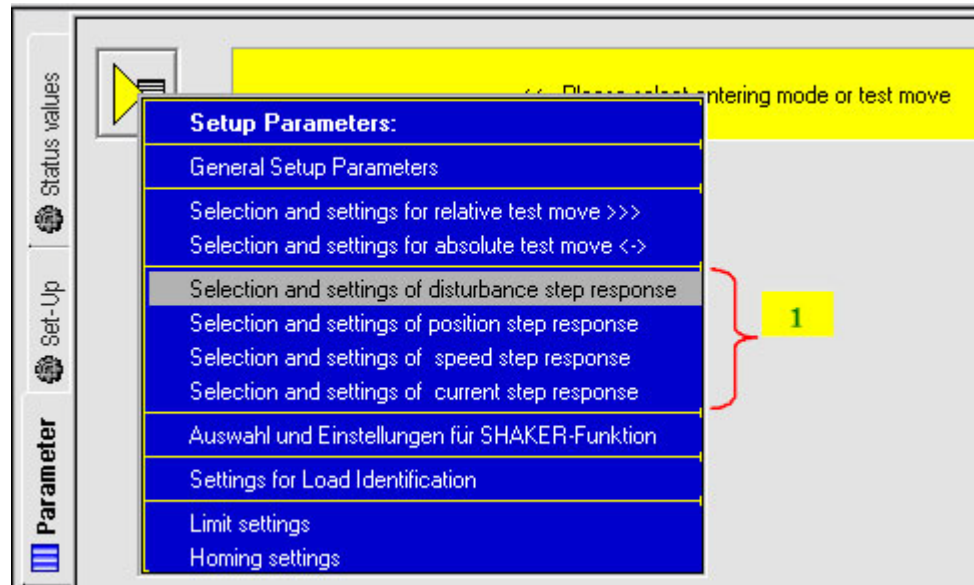 entering mode or test move
Setup Parameters:
General Setup Parameters
Selection and settings for relative test move >>>
Selection and settings for absolute test move <->
Selection and settings of disturbance step response
Selection and settings of position step response
Selection and settings of  speed step response
Selection and settings of  current step response
1
Auswahl und Einstellungen für SHAKER-Funktion
Settings for Load Identification
Limit settings
Homing settings
Status values
Set-Up
Parameter